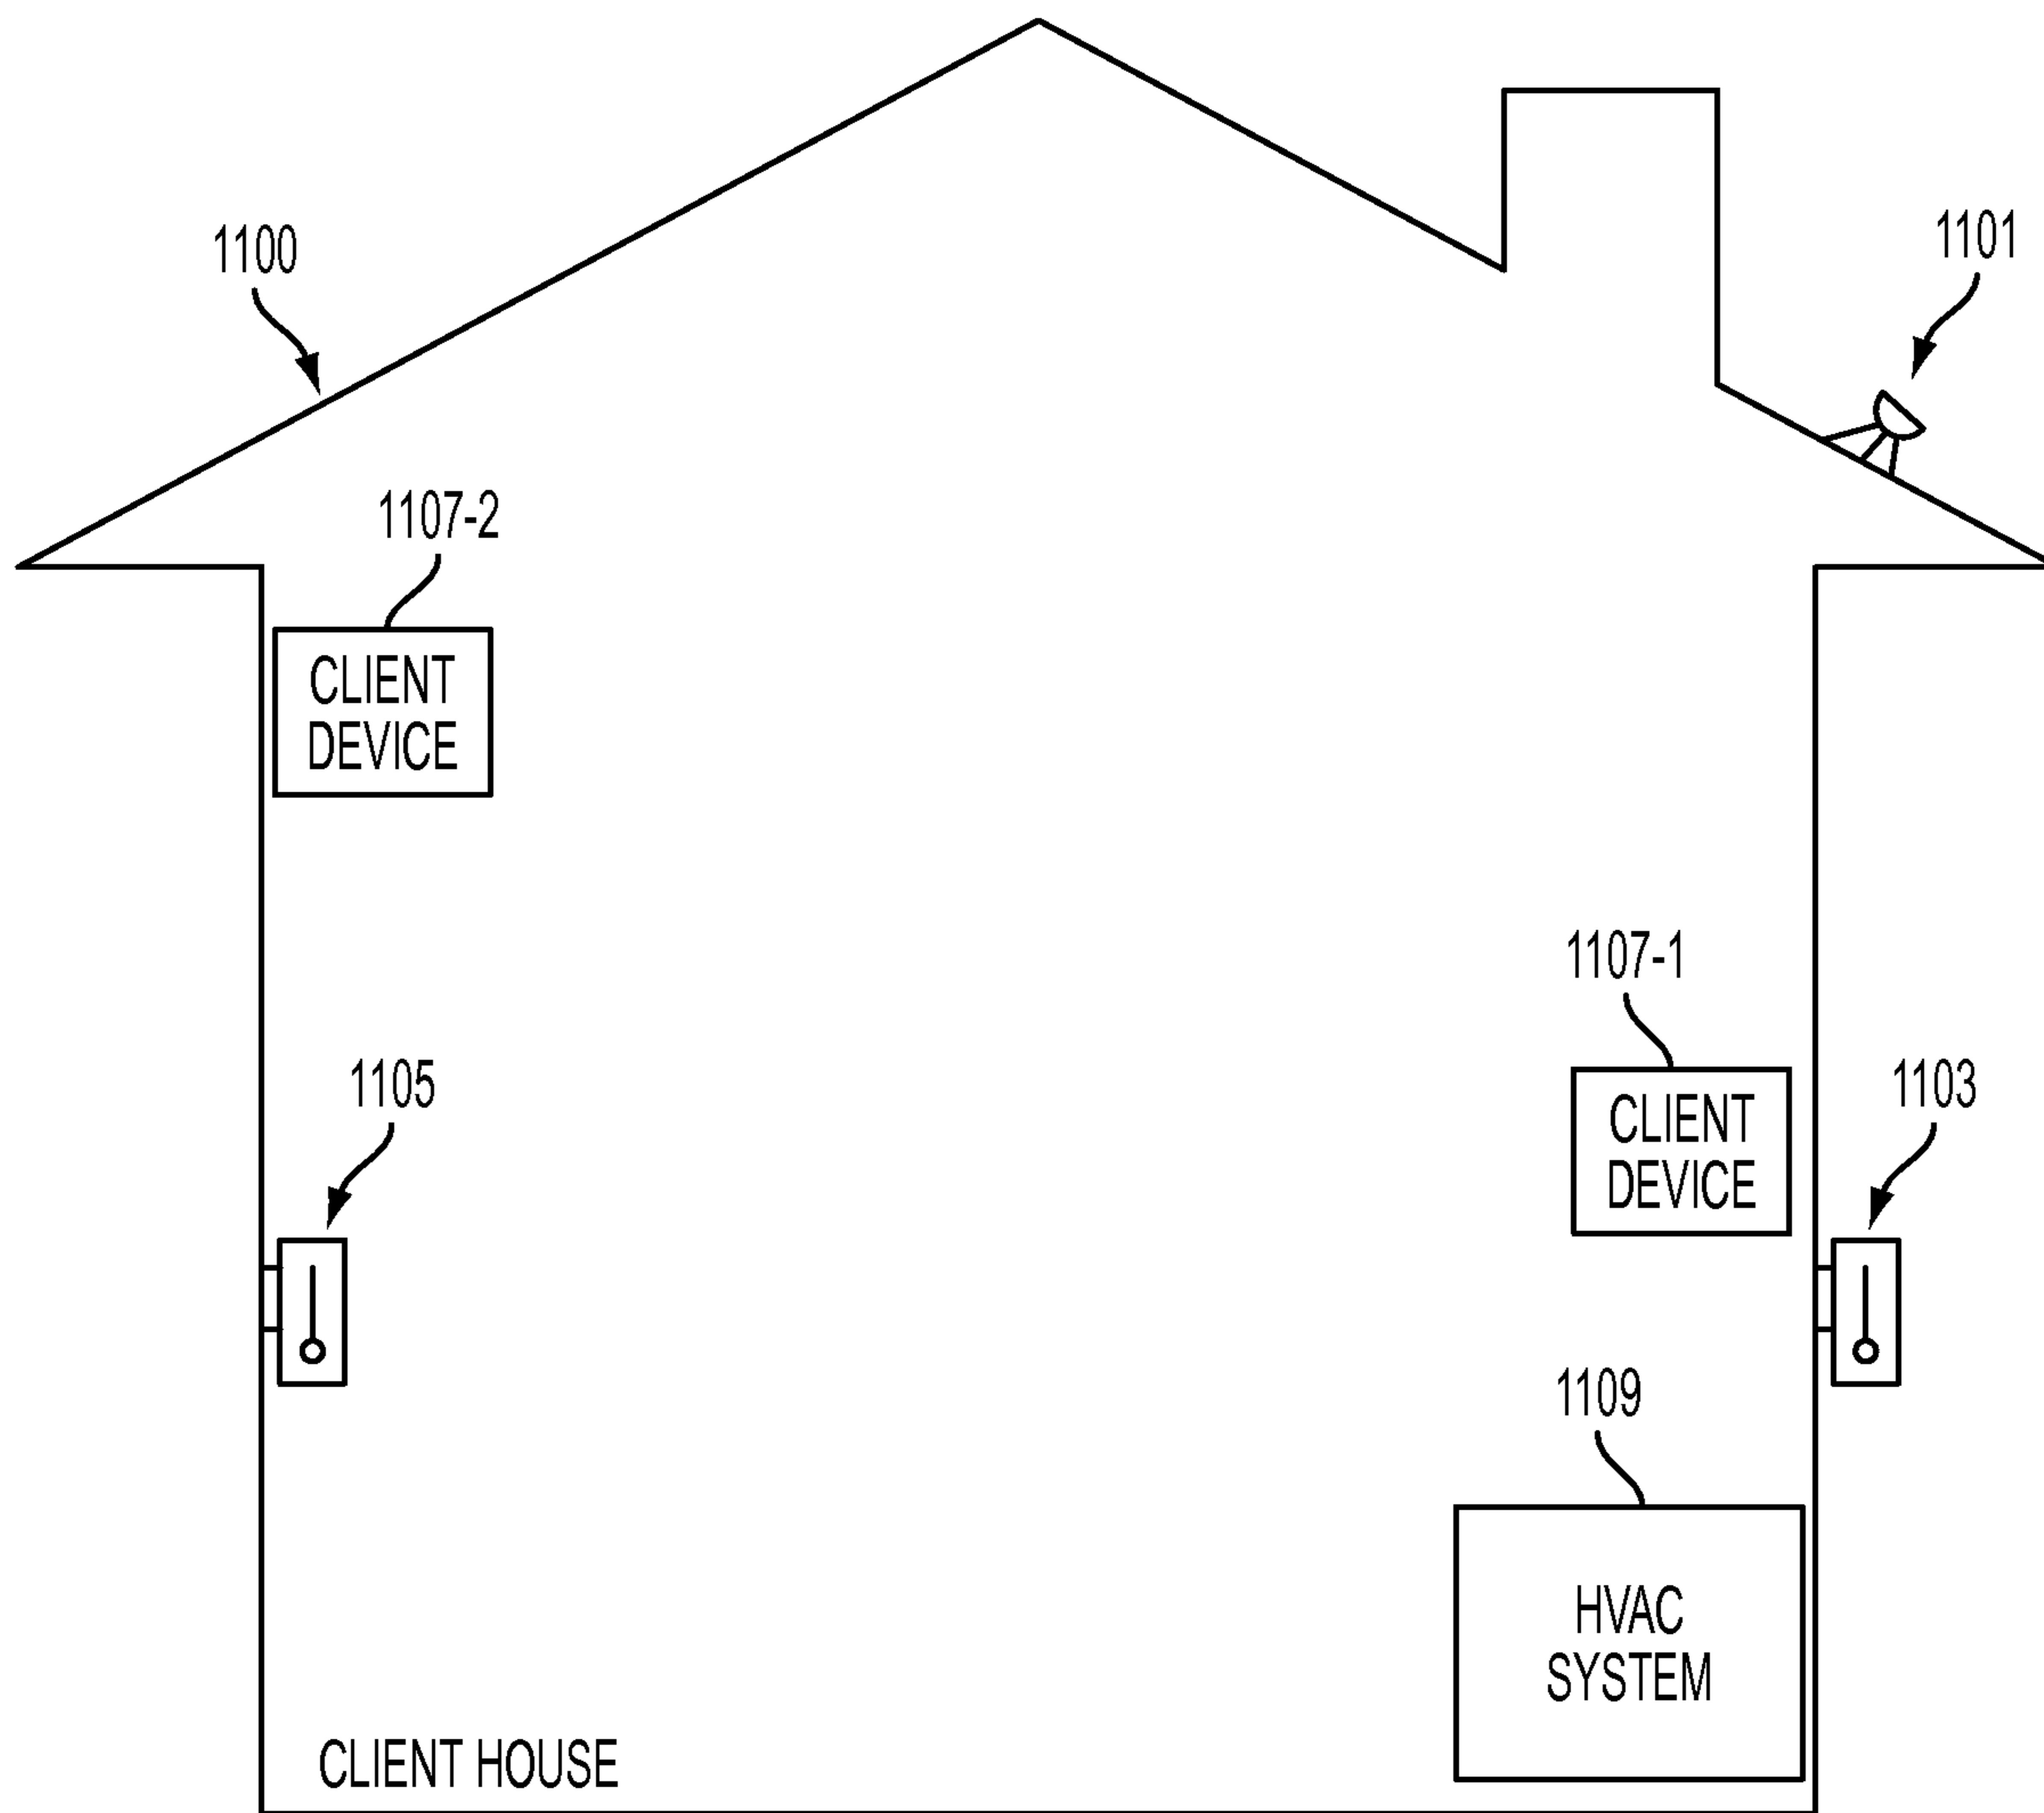 1100
1101
1107-2
CLIENT
DEVICE
1107-1
CLIENT
DEVICE
1105
1103
1109
HVAC
SYSTEM
CLIENT HOUSE